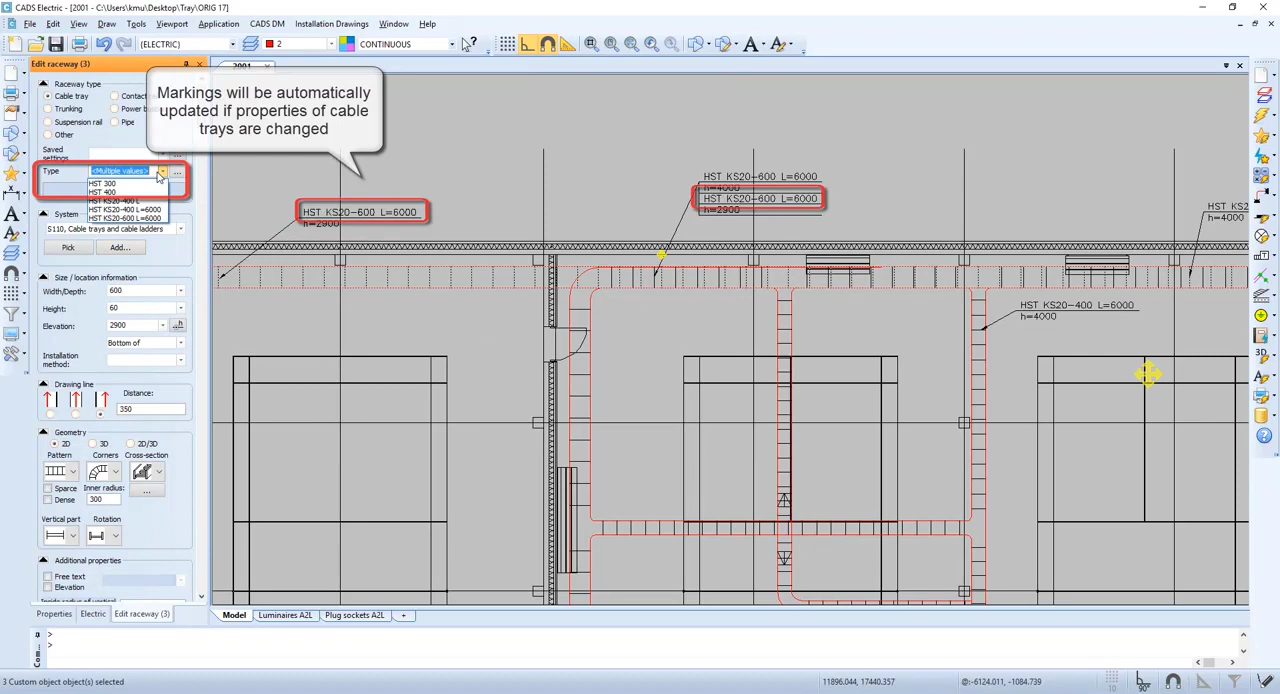 CADS Electric - [2001 - C:\Users\kmu\Desktop\Tray\ORIG 17]
File Edit View Draw Tools Viewport Application CADS DM Installation Drawings Window Help
{ELECTRIC} 2 CONTINUOUS
Edit raceway (3)
2001
Markings will be automatically
updated if properties of cable
trays are changed
Raceway type
Cable tray
Trunking
Suspension rail Pipe
Other
Saved
settings
Type <Multiple values>
HST 300
HST 400
HST KS20-400 L
HST KS20-400 L=6000
HST KS20-600 L=6000
System
S110, Cable trays and cable ladders
Pick Add...
Size / location information
Width/Depth: 600
Height: 60
Elevation: 2900
Bottom of
Installation
method:
Drawing line
Distance:
350
Geometry
2D 3D 2D/3D
Pattern Corners Cross-section
Sparce Inner radius:
Dense 300
...
Vertical part Rotation
Additional properties
Free text
Elevation
Properties Electric Edit raceway (3)
HST KS20-600 L=6000
h=2900
HST KS20-600 L=6000
h=4000
HST KS20-600 L=6000
h=2900
HST KS20-6
h=4000
HST KS20-400 L=6000
h=4000
Model Luminaires A2L Plug sockets A2L +
>
>
Com...
3 Custom object object(s) selected
11896.044, 17440.357
@:-6124.011, -1084.739
10
90°